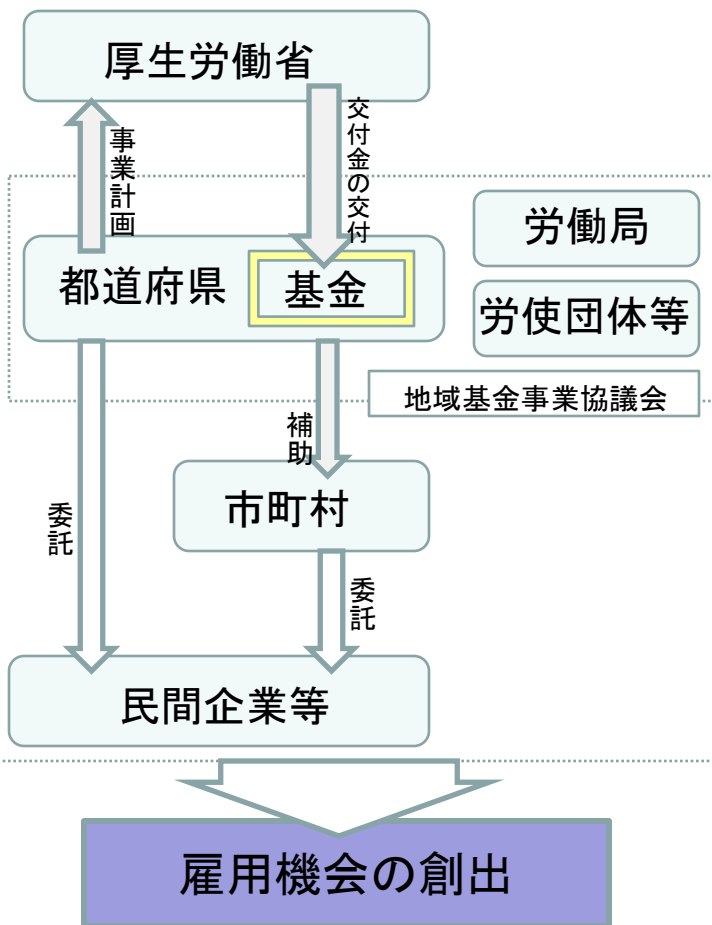 厚生労働省
事業計画
交付金の交付
労働局
都道府県
基金
労使団体等
地域基金事業協議会
補助
市町村
委託
委託
民間企業等
雇用機会の創出